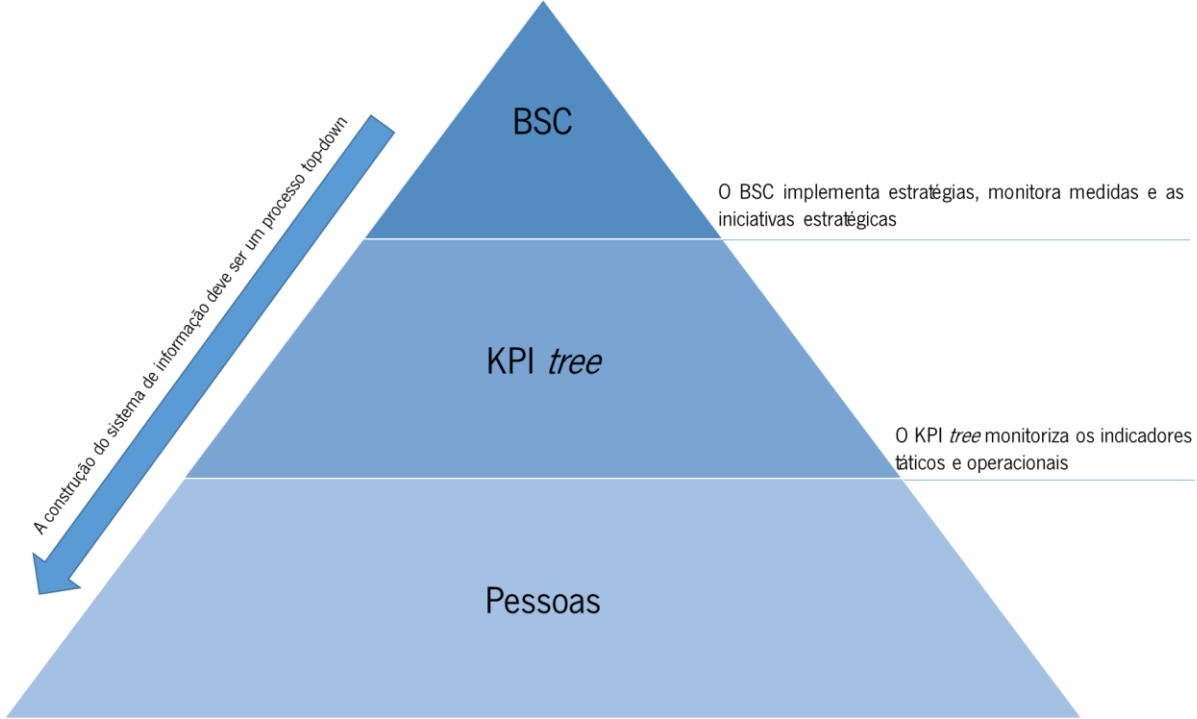 BSC
A construção do sistema de informação deve ser um processo top-down
O BSC implementa estratégias, monitora medidas e as
iniciativas estratégicas
KPI tree
O KPI tree monitoriza os indicadores
táticos e operacionais
Pessoas